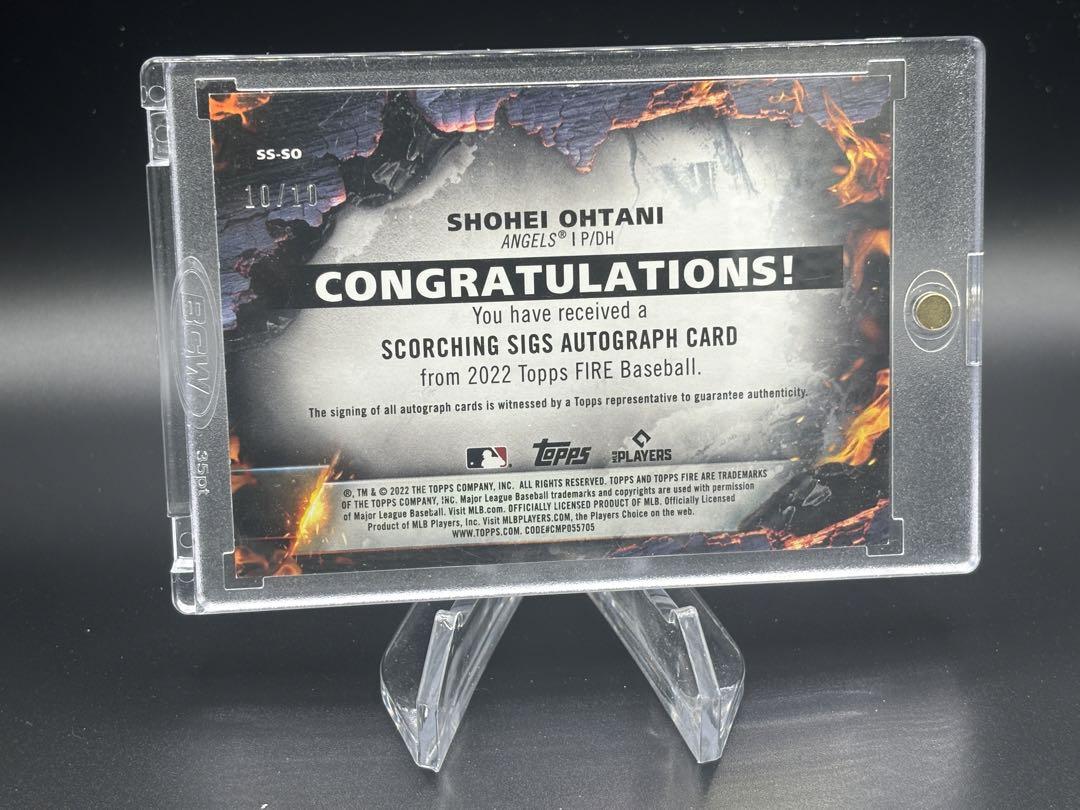 SS-SO
10/10
SHOHEI OHTANI
ANGELS® | P/DH
CONGRATULATIONS!
You have received a
SCORCHING SIGS AUTOGRAPH CARD
from 2022 Topps FIRE Baseball.
The signing of all autograph cards is witnessed by a Topps representative to guarantee authenticity.
Topps
MLB PLAYERS
®, TM & © 2022 THE TOPPS COMPANY, INC. ALL RIGHTS RESERVED. TOPPS AND TOPPS FIRE ARE TRADEMARKS
OF THE TOPPS COMPANY, INC. Major League Baseball trademarks and copyrights are used with permission
of Major League Baseball. Visit MLB.com. OFFICIALLY LICENSED PRODUCT OF MLB. Officially Licensed
Product of MLB Players, Inc. Visit MLBPLAYERS.COM, the Players Choice on the web.
WWW.TOPPS.COM. CODE#CMP055705
BCW
35pt